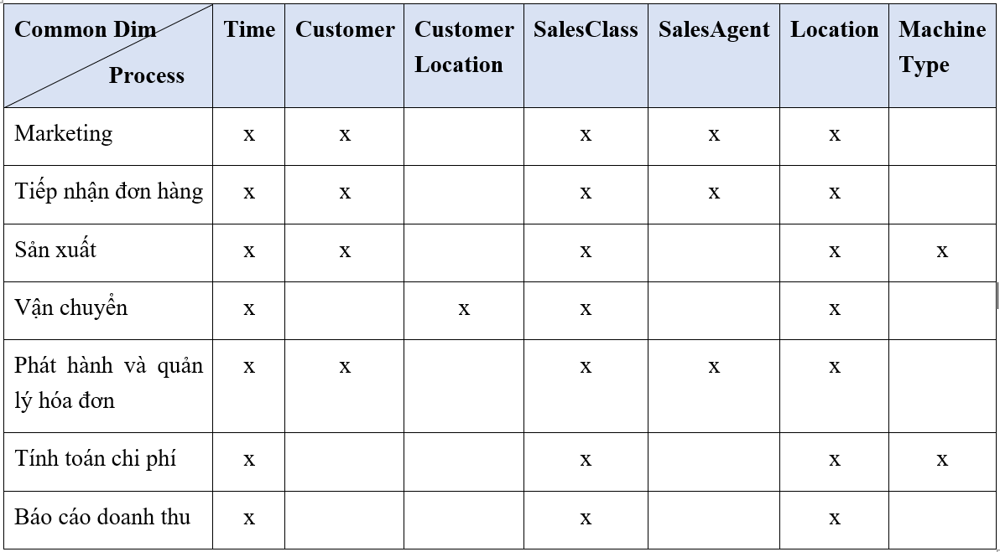 Common Dim Time Customer Customer SalesClass SalesAgent Location Machine
Process Location Type
Marketing x x x x x
Tiếp nhận đơn hàng x x x x x
Sản xuất x x x x x
Vận chuyển x x x x
Phát hành và quản x x x x x
lý hóa đơn
Tính toán chi phí x x x x
Báo cáo doanh thu x x x